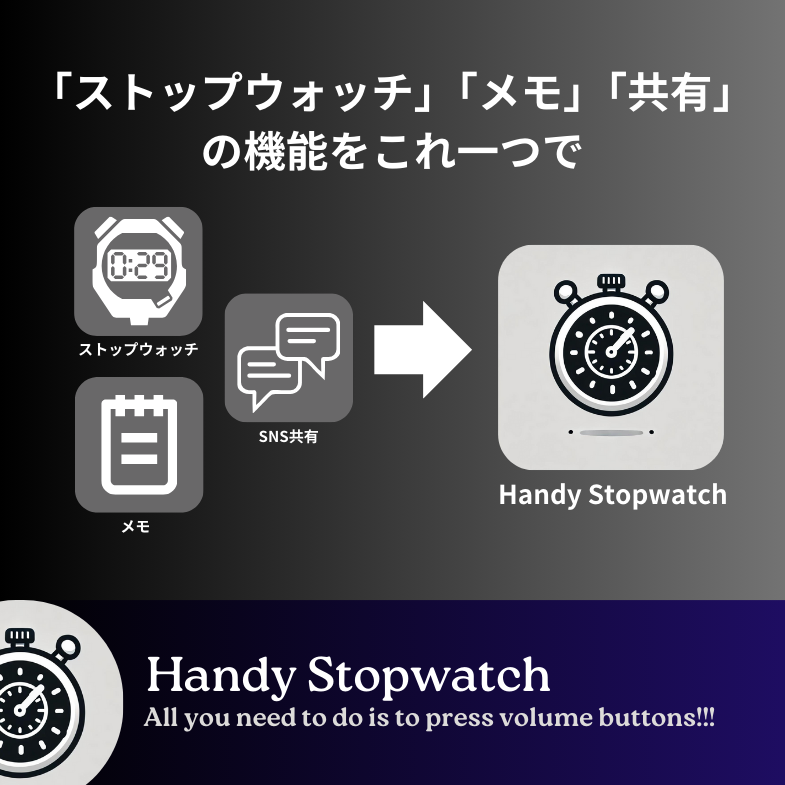 「ストップウォッチ」「メモ」「共有」
の機能をこれ一つで
0:29
ストップウォッチ
SNS共有
メモ
Handy Stopwatch
Handy Stopwatch
All you need to do is to press volume buttons!!!